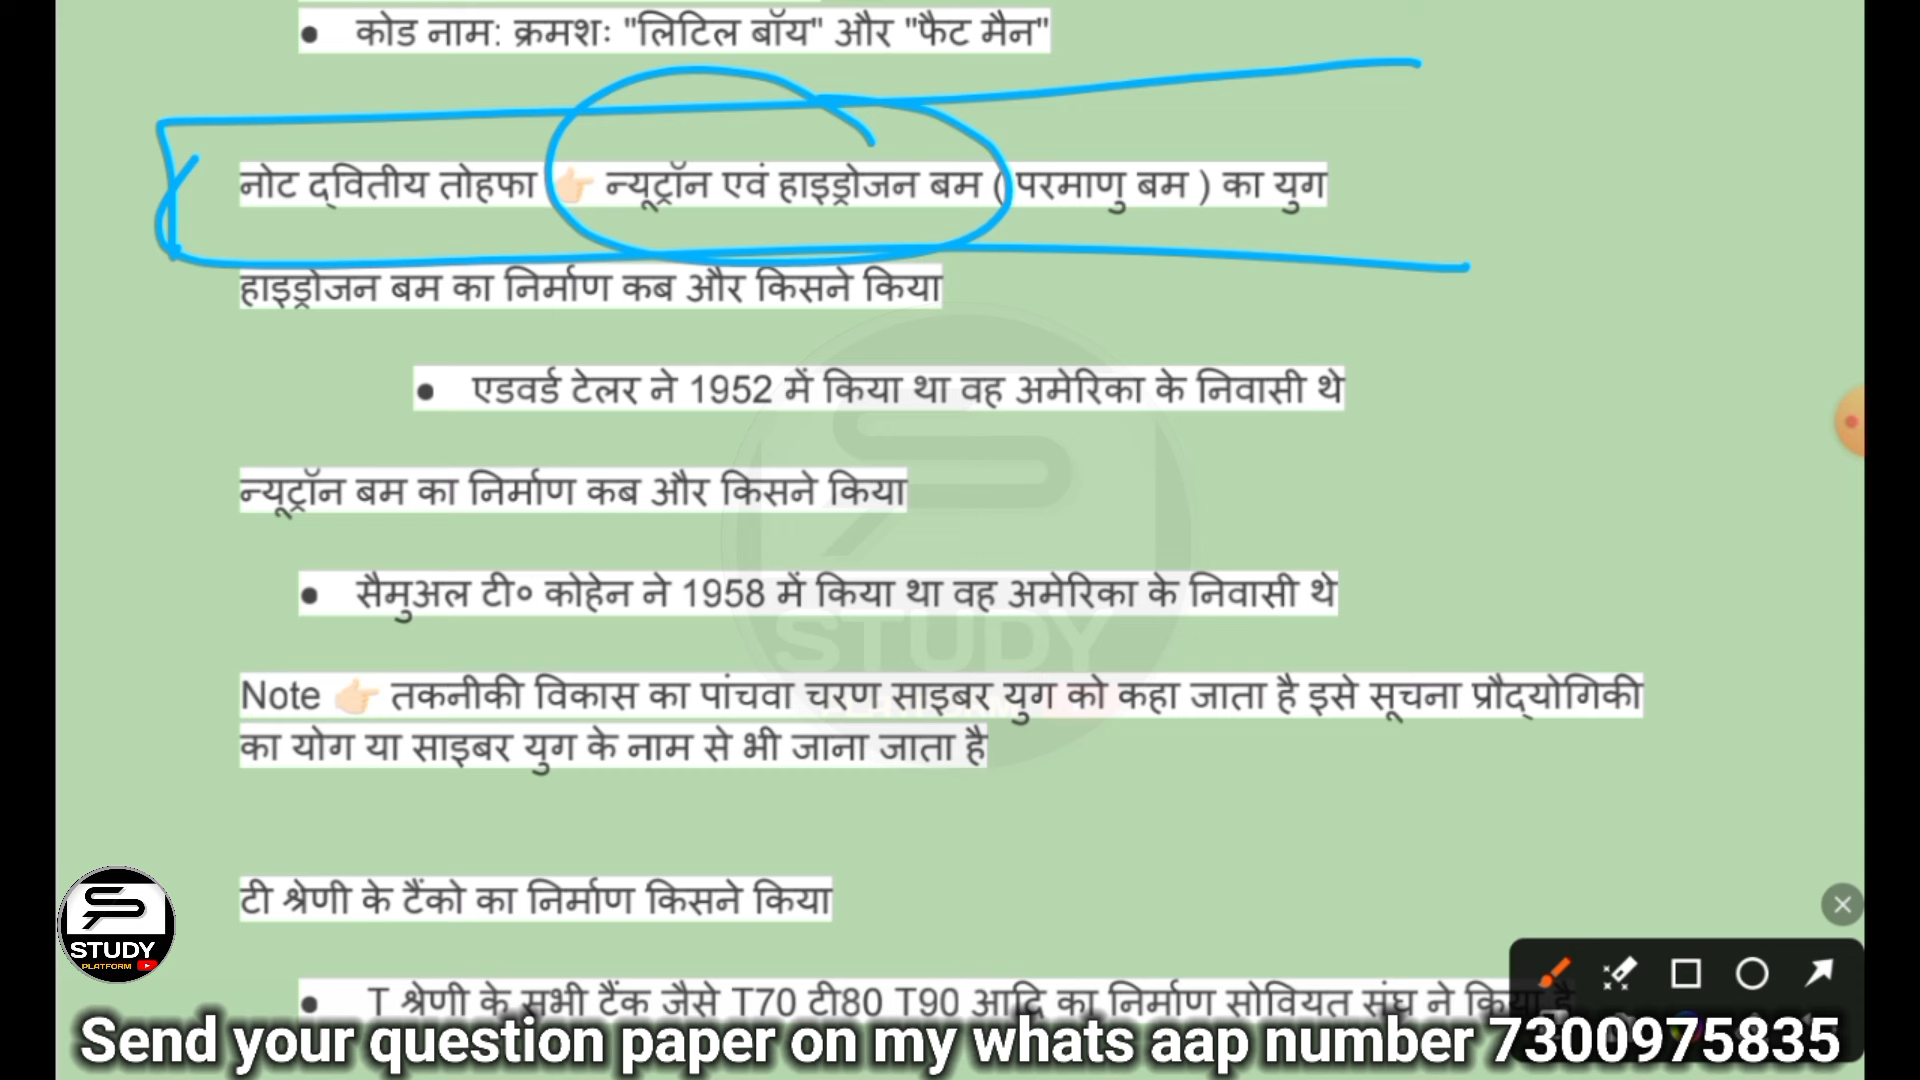 • कोड नाम: क्रमशः "लिटिल बॉय" और "फैट मैन"
नोट द्वितीय तोहफा 👉🏻 न्यूट्रॉन एवं हाइड्रोजन बम ( परमाणु बम ) का युग
हाइड्रोजन बम का निर्माण कब और किसने किया
• एडवर्ड टेलर ने 1952 में किया था वह अमेरिका के निवासी थे
न्यूट्रॉन बम का निर्माण कब और किसने किया
• सैमुअल टी० कोहेन ने 1958 में किया था वह अमेरिका के निवासी थे
STUDY
Note 👉🏻 तकनीकी विकास का पांचवा चरण साइबर युग को कहा जाता है इसे सूचना प्रौद्योगिकी
का योग या साइबर युग के नाम से भी जाना जाता है
टी श्रेणी के टैंको का निर्माण किसने किया
STUDY
PLATFORM
• T श्रेणी के सभी टैंक जैसे T70 टी80 T90 आदि का निर्माण सोवियत संघ ने किया है
Send your question paper on my whats aap number 7300975835